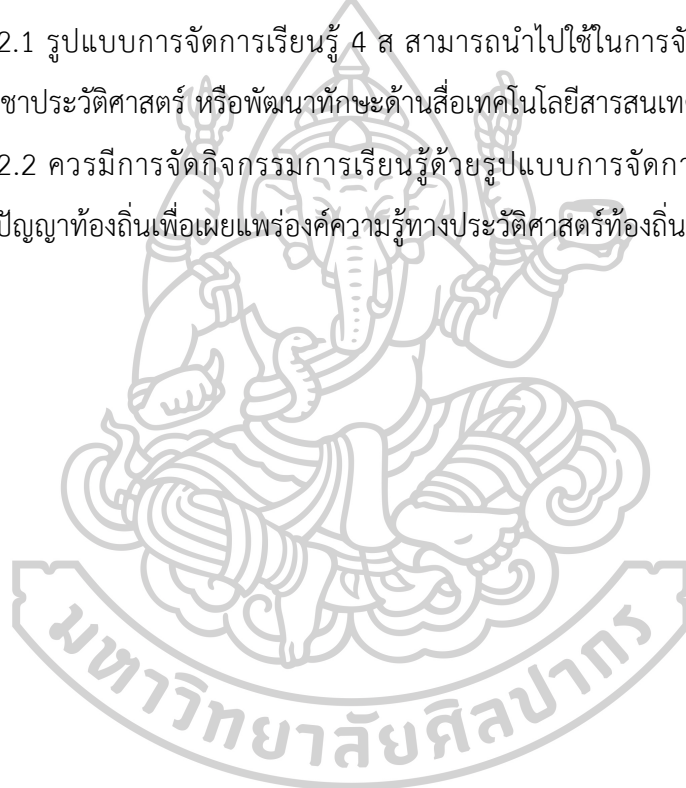 2.1 รูปแบบการจัดการเรียนรู้ 4 ส สามารถนำไปใช้ในการจั
ชาประวัติศาสตร์ หรือพัฒนาทักษะด้านสื่อเทคโนโลยีสารสนเท
2.2 ควรมีการจัดกิจกรรมการเรียนรู้ด้วยรูปแบบการจัดกา
ปัญญาท้องถิ่นเพื่อเผยแพร่องค์ความรู้ทางประวัติศาสตร์ท้องถิ่น
มหาวิทยาลัยศิลปากร